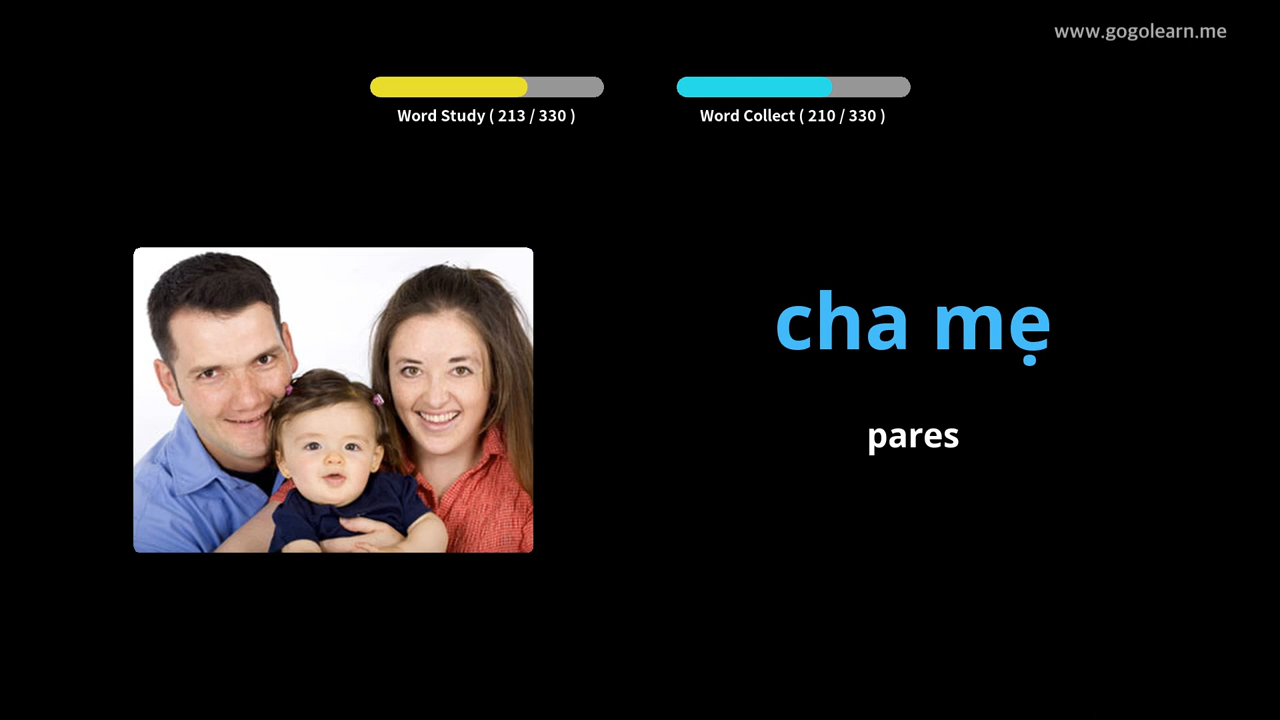 www.gogolearn.me
Word Study ( 213 / 330 )
Word Collect ( 210 / 330 )
cha mẹ
pares